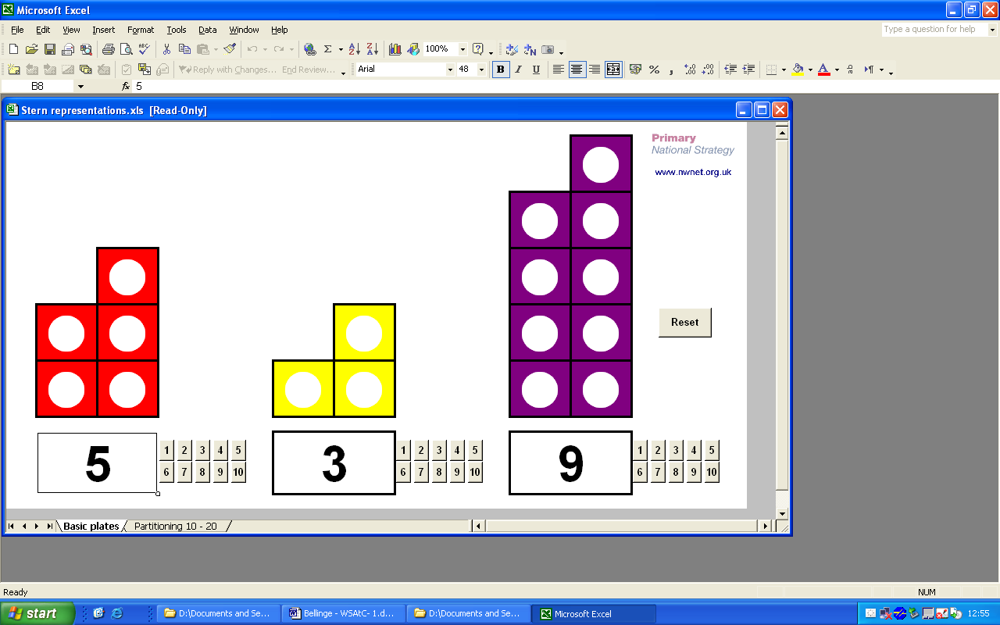 Microsoft Excel
File Edit View Insert Format Tools Data Window Help
Type a question for help
100%
Reply with Changes... End Review...
Arial 48 B I U
B8 fx 5
Stern representations.xls [Read-Only]
Primary
National Strategy
www.nwnet.org.uk
Reset
5 1 2 3 4 5
6 7 8 9 10
3 1 2 3 4 5
6 7 8 9 10
9 1 2 3 4 5
6 7 8 9 10
Basic plates Partitioning 10 - 20
Ready NUM
start D:\Documents and Se... Bellinge - WSAtC- 1.d... D:\Documents and Se... Microsoft Excel 12:55